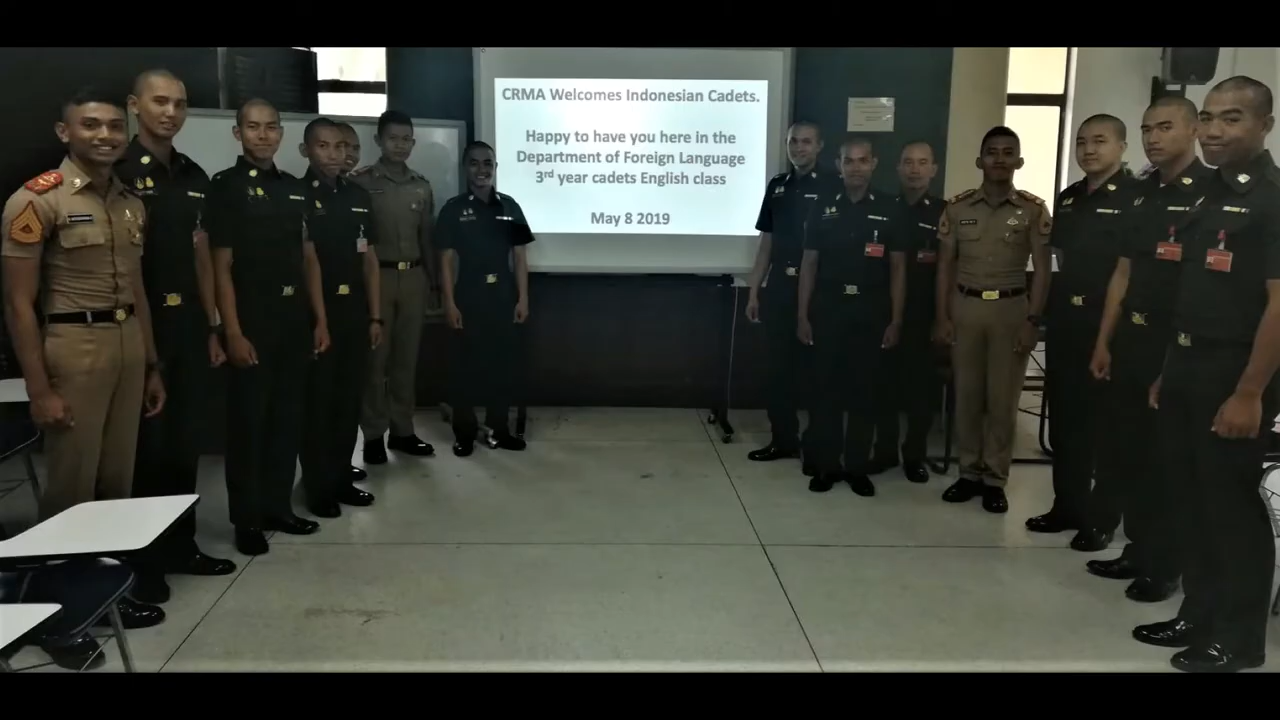 CRMA Welcomes Indonesian Cadets.
Happy to have you here in the
Department of Foreign Language
3rd year cadets English class
May 8 2019